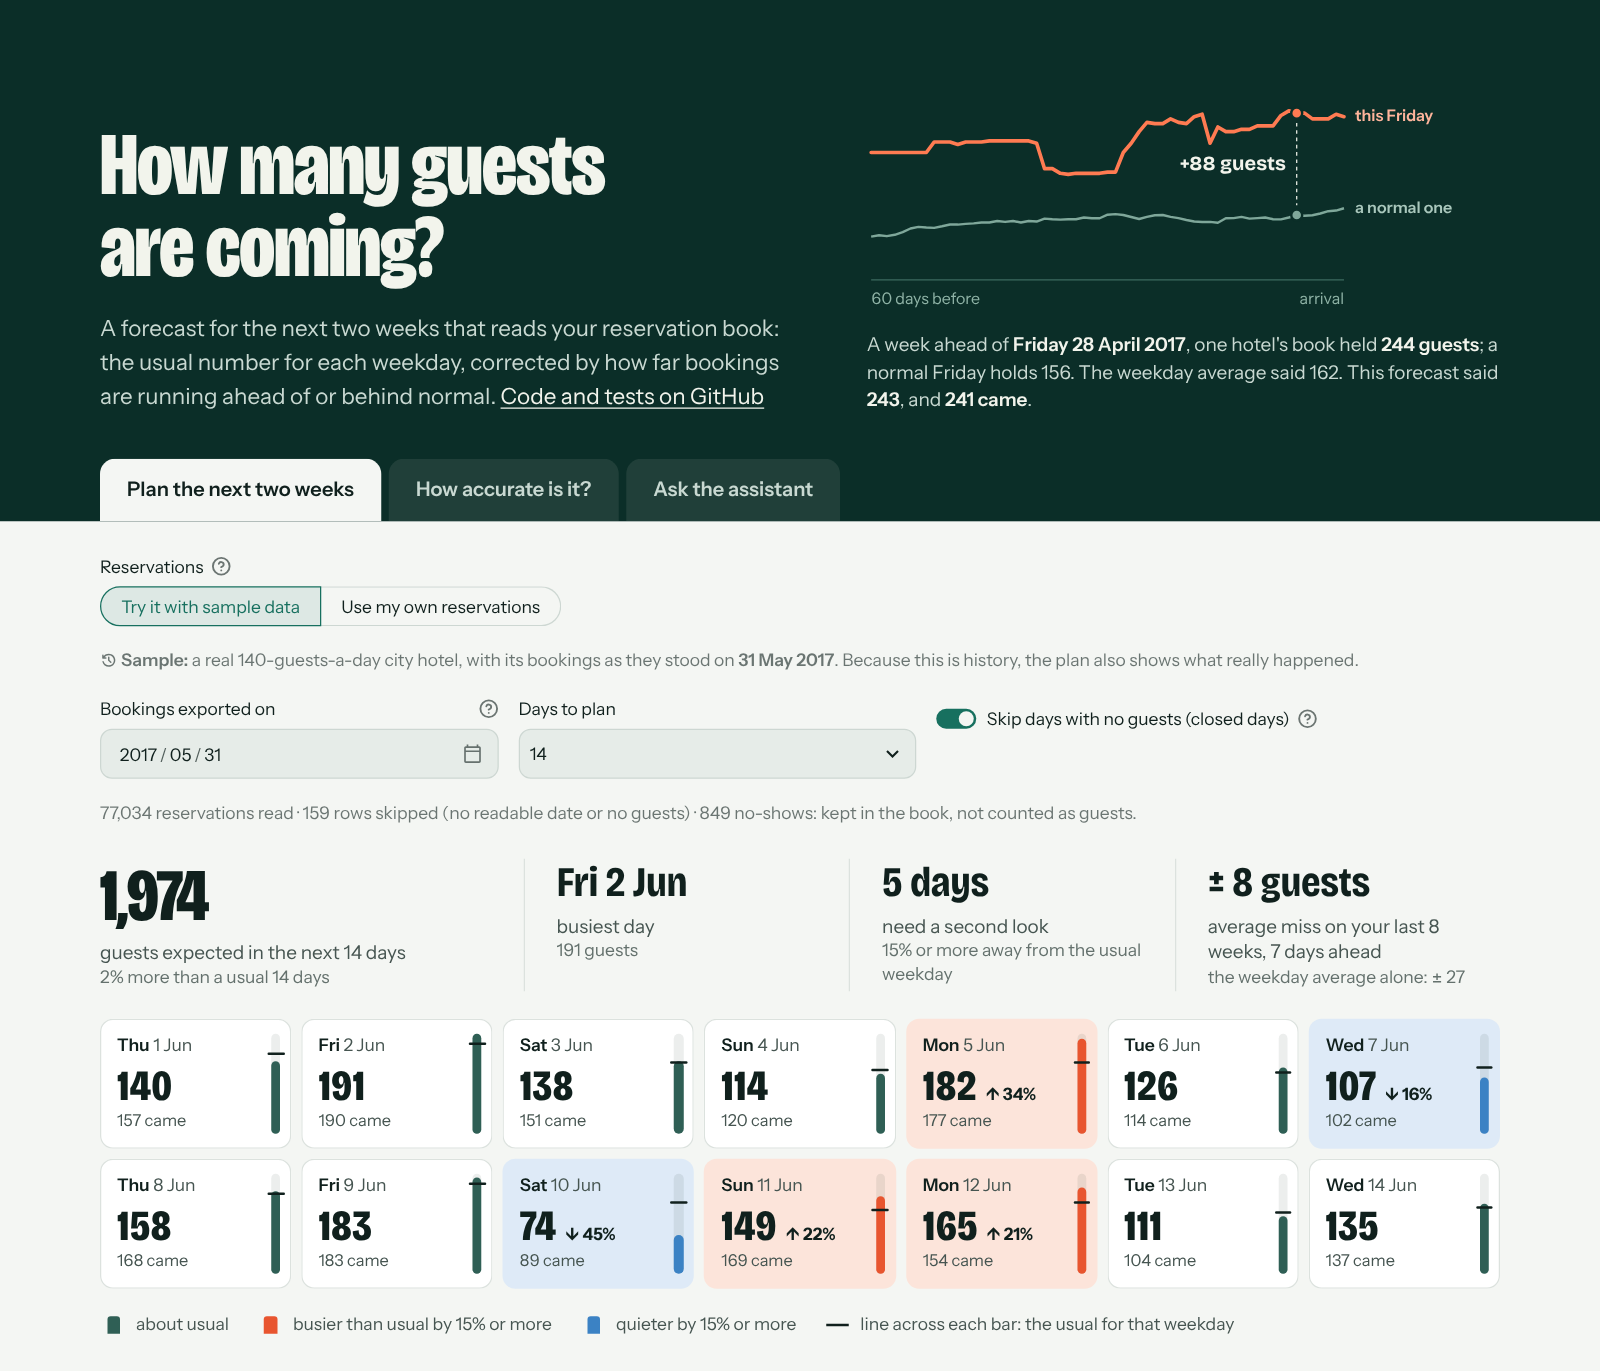 How many guests
are coming?
A forecast for the next two weeks that reads your reservation book:
the usual number for each weekday, corrected by how far bookings
are running ahead of or behind normal. Code and tests on GitHub
this Friday
+88 guests
a normal one
60 days before
arrival
A week ahead of Friday 28 April 2017, one hotel's book held 244 guests; a
normal Friday holds 156. The weekday average said 162. This forecast said
243, and 241 came.
Plan the next two weeks
How accurate is it?
Ask the assistant
Reservations
Try it with sample data
Use my own reservations
Sample: a real 140-guests-a-day city hotel, with its bookings as they stood on 31 May 2017. Because this is history, the plan also shows what really happened.
Bookings exported on
2017 / 05 / 31
Days to plan
14
Skip days with no guests (closed days)
77,034 reservations read · 159 rows skipped (no readable date or no guests) · 849 no-shows: kept in the book, not counted as guests.
1,974
guests expected in the next 14 days
2% more than a usual 14 days
Fri 2 Jun
busiest day
191 guests
5 days
need a second look
15% or more away from the usual
weekday
± 8 guests
average miss on your last 8
weeks, 7 days ahead
the weekday average alone: ± 27
Thu 1 Jun
140
157 came
Fri 2 Jun
191
190 came
Sat 3 Jun
138
151 came
Sun 4 Jun
114
120 came
Mon 5 Jun
182 ↑ 34%
177 came
Tue 6 Jun
126
114 came
Wed 7 Jun
107 ↓ 16%
102 came
Thu 8 Jun
158
168 came
Fri 9 Jun
183
183 came
Sat 10 Jun
74 ↓ 45%
89 came
Sun 11 Jun
149 ↑ 22%
169 came
Mon 12 Jun
165 ↑ 21%
154 came
Tue 13 Jun
111
104 came
Wed 14 Jun
135
137 came
about usual
busier than usual by 15% or more
quieter by 15% or more
line across each bar: the usual for that weekday